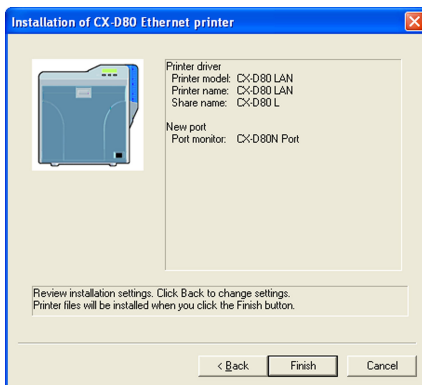 Installation of CX-D80 Ethernet printer
Printer driver
Printer model: CX-D80 LAN
Printer name: CX-D80 LAN
Share name: CX-D80 L
New port
Port monitor: CX-D80N Port
Review installation settings. Click Back to change settings.
Printer files will be installed when you click the Finish button.
< Back
Finish
Cancel